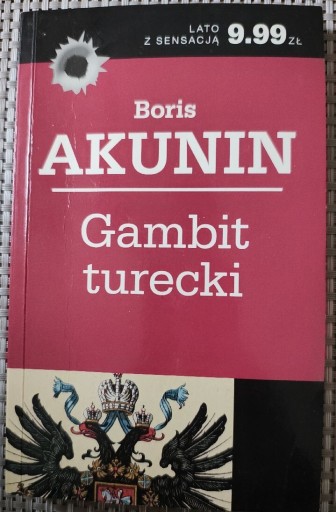 LATO
Z SENSACJĄ 9.99 ZŁ
Boris
AKUNIN
Gambit
turecki